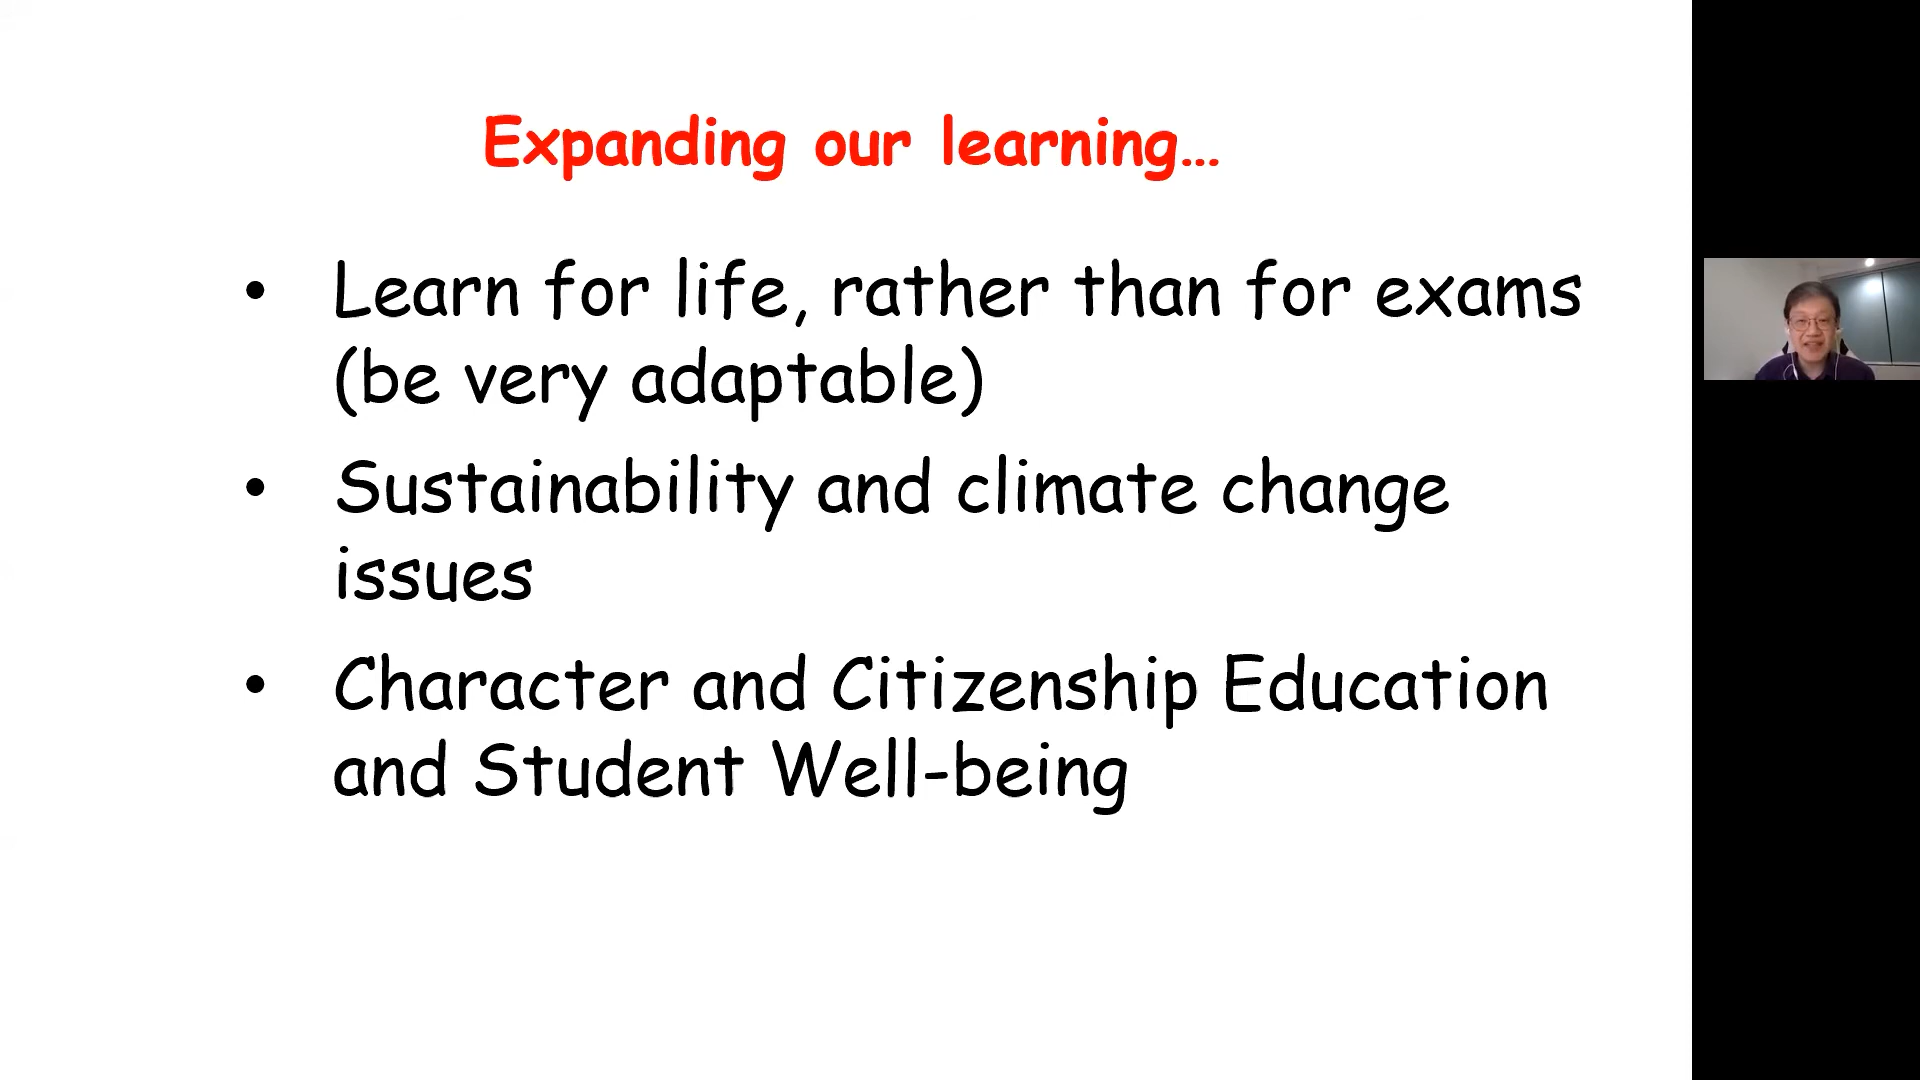 Expanding our learning...
• Learn for life, rather than for exams
(be very adaptable)
• Sustainability and climate change
issues
• Character and Citizenship Education
and Student Well-being